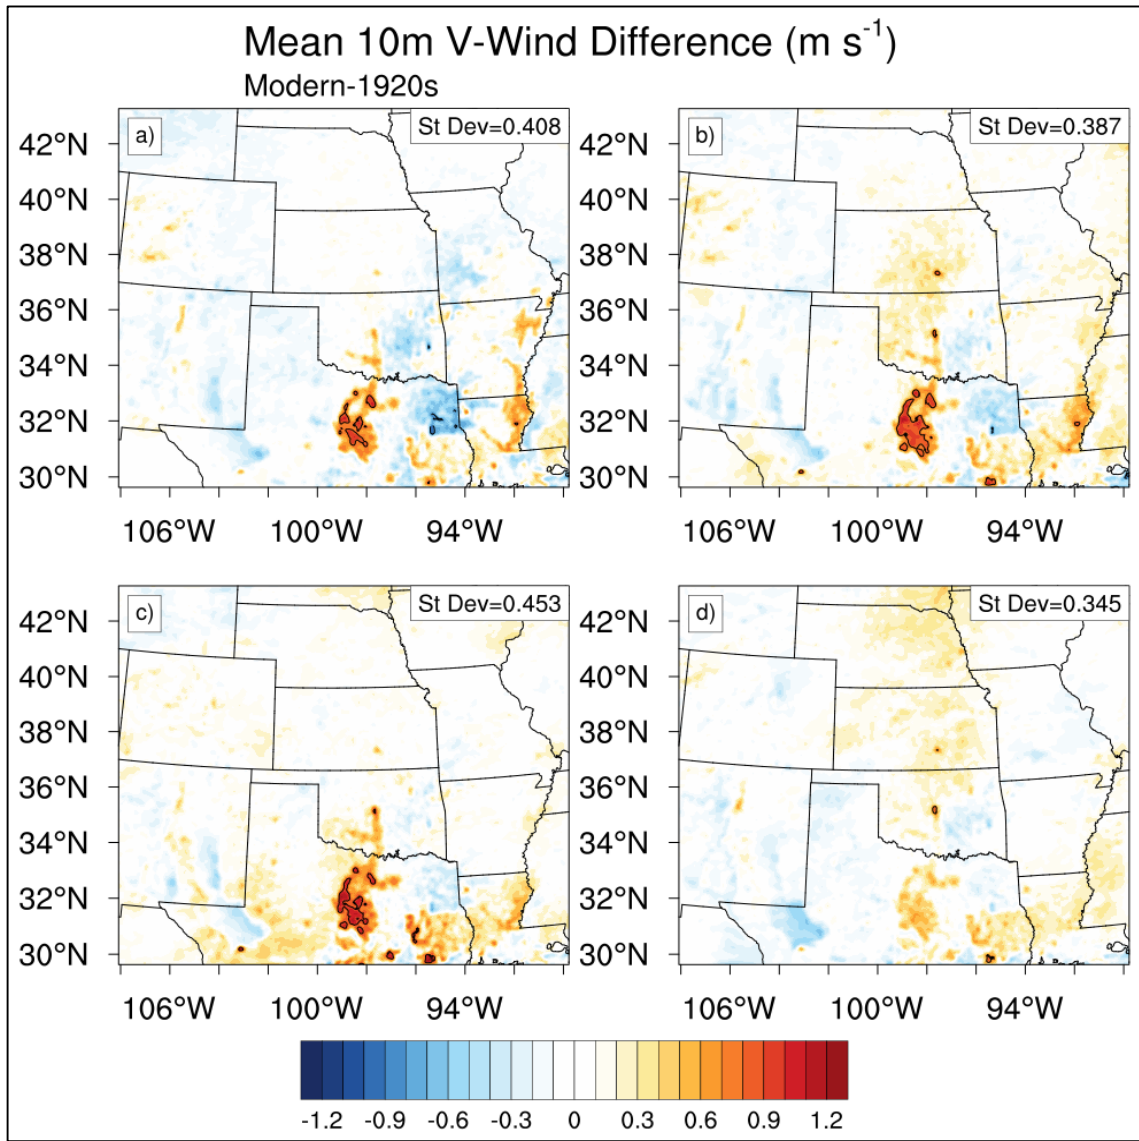 Mean 10m V-Wind Difference (m s⁻¹)
Modern-1920s
a)
St Dev=0.408
42°N
40°N
38°N
36°N
34°N
32°N
30°N
106°W 100°W 94°W
b)
St Dev=0.387
42°N
40°N
38°N
36°N
34°N
32°N
30°N
106°W 100°W 94°W
c)
St Dev=0.453
42°N
40°N
38°N
36°N
34°N
32°N
30°N
106°W 100°W 94°W
d)
St Dev=0.345
42°N
40°N
38°N
36°N
34°N
32°N
30°N
106°W 100°W 94°W
-1.2 -0.9 -0.6 -0.3 0 0.3 0.6 0.9 1.2